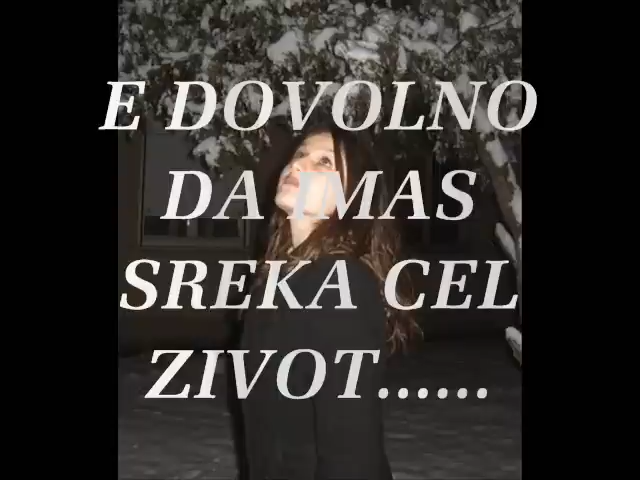 E DOVOLNO
DA IMAS
SREKA CEL
ZIVOT......